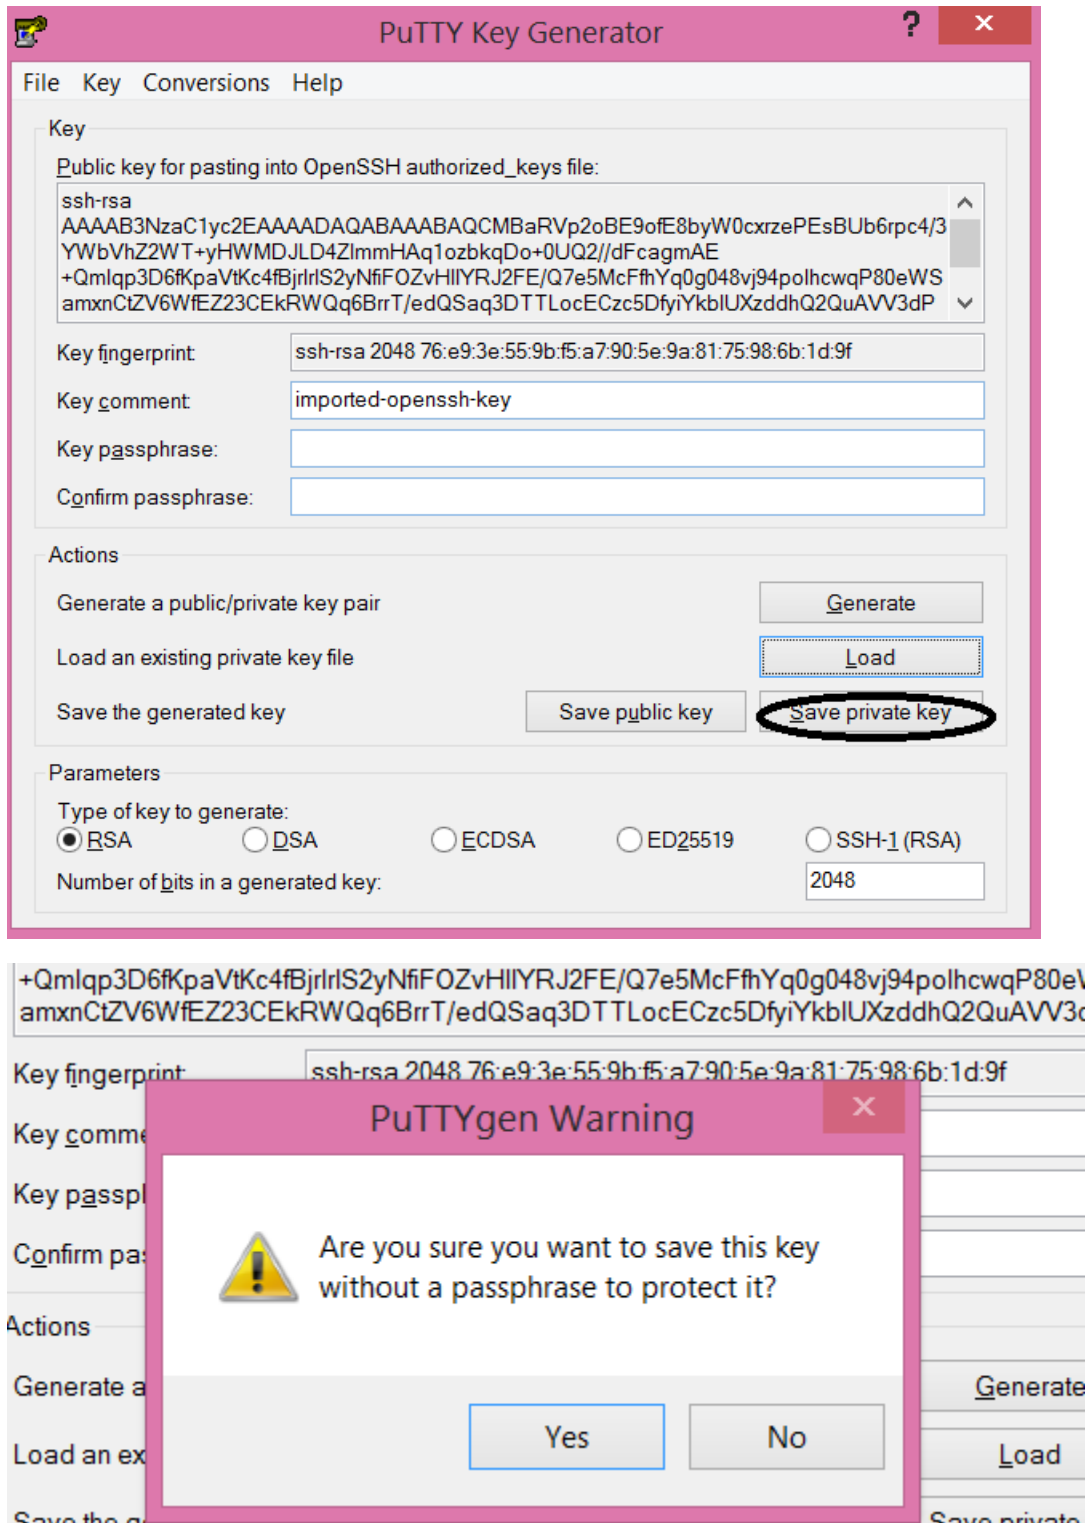 PuTTY Key Generator
?
File Key Conversions Help
Key
Public key for pasting into OpenSSH authorized_keys file:
ssh-rsa
AAAAB3NzaC1yc2EAAAADAQABAAABAQCMBaRVp2oBE9ofE8byW0cxrzePEsBUb6rpc4/3
YWbVhZ2WT+yHWMDJLD4ZlmmHAq1ozbkqDo+0UQ2//dFcagmAE
+Qmlqp3D6fKpaVtKc4fBjrlrlS2yNfiFOZvHIlYRJ2FE/Q7e5McFfhYq0g048vj94polhcwqP80eWS
amxnCtZV6WfEZ23CEkRWQq6BrrT/edQSaq3DTTLocECzc5DfyiYkblUXzddhQ2QuAVV3dP
Key fingerprint: ssh-rsa 2048 76:e9:3e:55:9b:f5:a7:90:5e:9a:81:75:98:6b:1d:9f
Key comment: imported-openssh-key
Key passphrase:
Confirm passphrase:
Actions
Generate a public/private key pair Generate
Load an existing private key file Load
Save the generated key Save public key Save private key
Parameters
Type of key to generate:
RSA DSA ECDSA ED25519 SSH-1 (RSA)
Number of bits in a generated key: 2048
+Qmlqp3D6fKpaVtKc4fBjrlrlS2yNfiFOZvHIlYRJ2FE/Q7e5McFfhYq0g048vj94polhcwqP80e
amxnCtZV6WfEZ23CEkRWQq6BrrT/edQSaq3DTTLocECzc5DfyiYkblUXzddhQ2QuAVV3
Key fingerprint: ssh-rsa 2048 76:e9:3e:55:9b:f5:a7:90:5e:9a:81:75:98:6b:1d:9f
PuTTYgen Warning
Key comme
Key passp
Are you sure you want to save this key
Confirm pa
without a passphrase to protect it?
Actions
Generate a Generate
Yes No
Load an ex Load
Save the g Save private